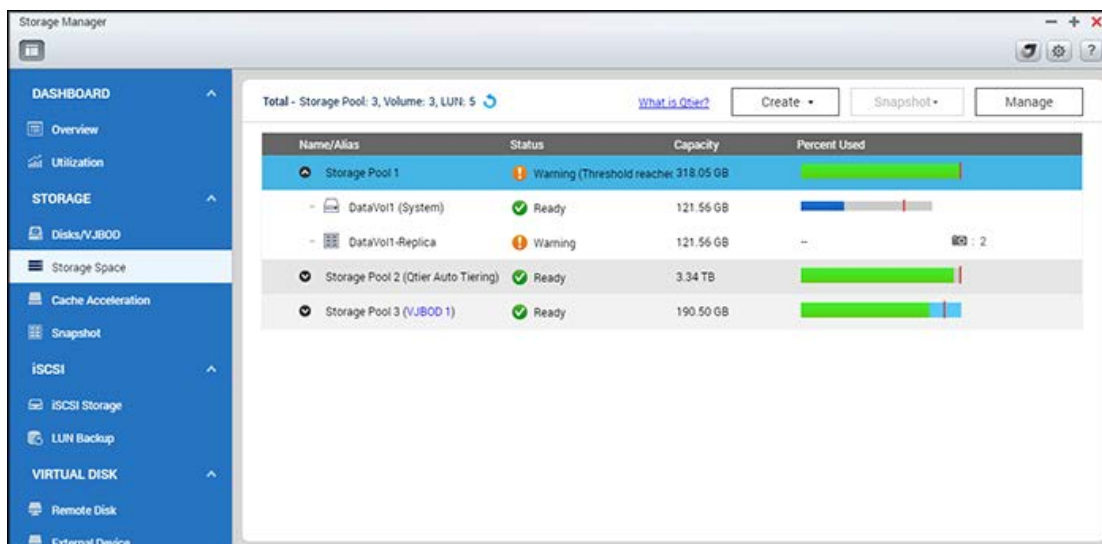 Storage Manager
?
DASHBOARD
Overview
Utilization
STORAGE
Disks/VJBOD
Storage Space
Cache Acceleration
Snapshot
iSCSI
iSCSI Storage
LUN Backup
VIRTUAL DISK
Remote Disk
External Device
Total - Storage Pool: 3, Volume: 3, LUN: 5 What is Qtier? Create Snapshot Manage
Name/Alias Status Capacity Percent Used
Storage Pool 1 Warning (Threshold reached 318.05 GB
DataVol1 (System) Ready 121.56 GB
DataVol1-Replica Warning 121.56 GB -- : 2
Storage Pool 2 (Qtier Auto Tiering) Ready 3.34 TB
Storage Pool 3 (VJBOD 1) Ready 190.50 GB